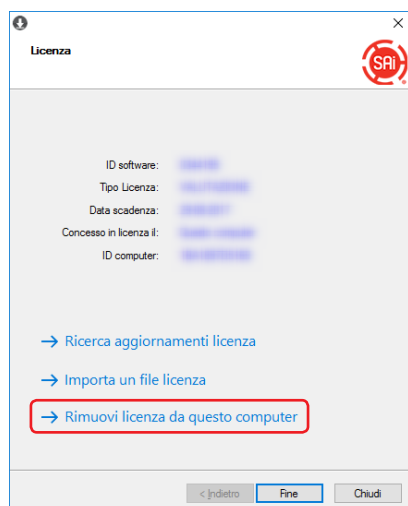 Licenza
SAi
ID software:
Tipo Licenza:
Data scadenza:
Concesso in licenza il:
ID computer:
Ricerca aggiornamenti licenza
Importa un file licenza
Rimuovi licenza da questo computer
< Indietro Fine Chiudi